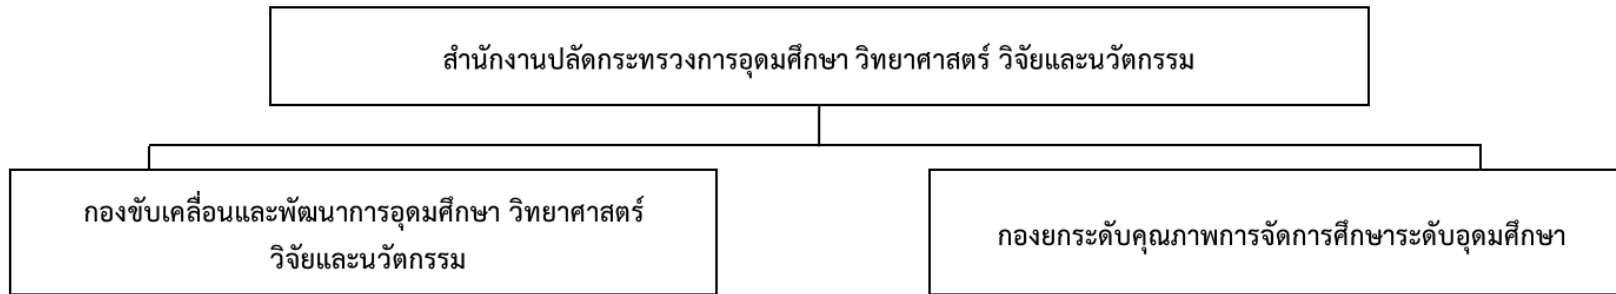 สำนักงานปลัดกระทรวงการอุดมศึกษา วิทยาศาสตร์ วิจัยและนวัตกรรม
กองขับเคลื่อนและพัฒนาการอุดมศึกษา วิทยาศาสตร์
วิจัยและนวัตกรรม
กองยกระดับคุณภาพการจัดการศึกษาระดับอุดมศึกษา